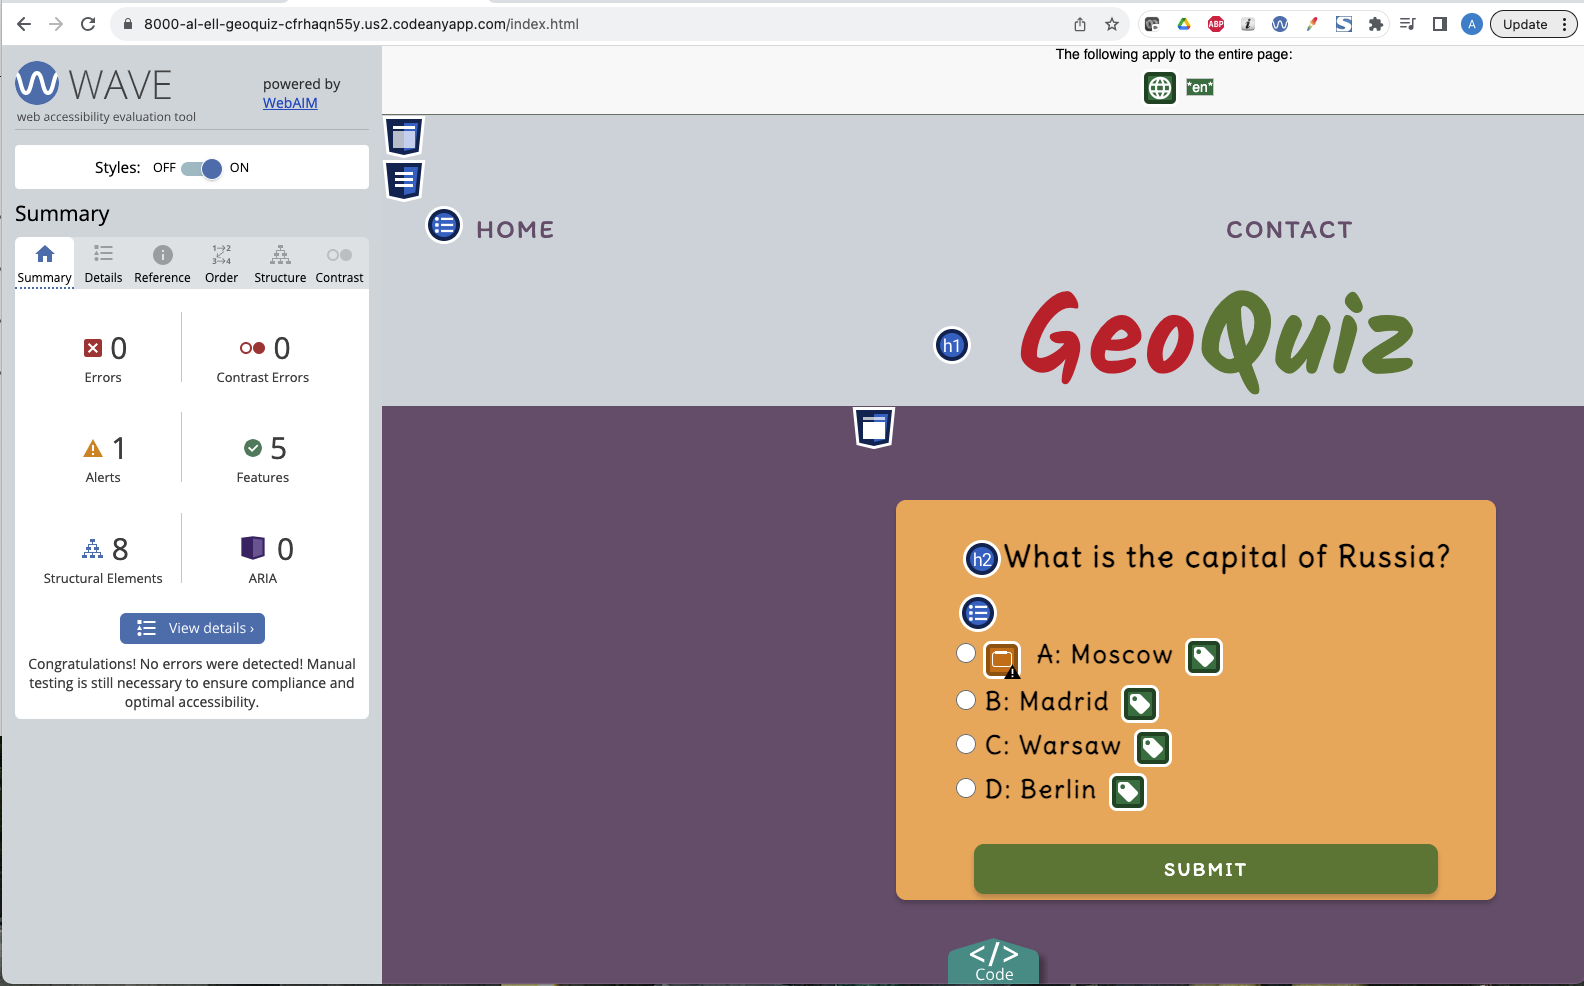 8000-al-ell-geoquiz-cfrhaqn55y.us2.codeanyapp.com/index.html
ABP
A
Update
WAVE
powered by
WebAIM
web accessibility evaluation tool
Styles: OFF ON
Summary
Summary Details Reference Order Structure Contrast
0 Errors
0 Contrast Errors
1 Alerts
5 Features
8 Structural Elements
0 ARIA
View details ›
Congratulations! No errors were detected! Manual
testing is still necessary to ensure compliance and
optimal accessibility.
The following apply to the entire page:
*en*
HOME CONTACT
h1 GeoQuiz
h2 What is the capital of Russia?
A: Moscow
B: Madrid
C: Warsaw
D: Berlin
SUBMIT
</>
Code